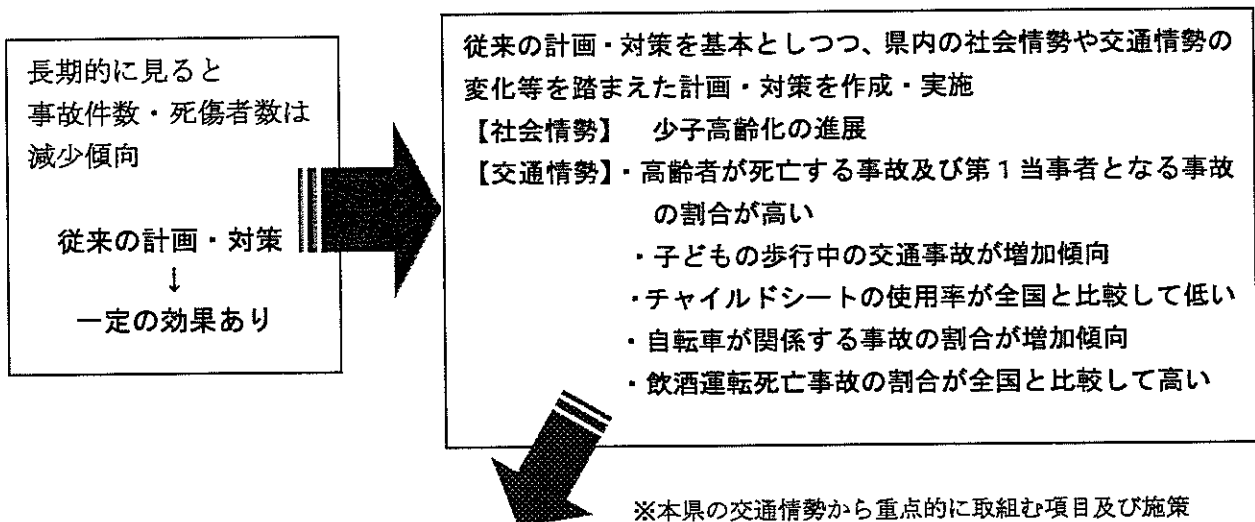 長期的に見ると
事故件数・死傷者数は
減少傾向
従来の計画・対策
↓
一定の効果あり
従来の計画・対策を基本としつつ、県内の社会情勢や交通情勢の
変化等を踏まえた計画・対策を作成・実施
【社会情勢】　少子高齢化の進展
【交通情勢】・高齢者が死亡する事故及び第1当事者となる事故
の割合が高い
・子どもの歩行中の交通事故が増加傾向
・チャイルドシートの使用率が全国と比較して低い
・自転車が関係する事故の割合が増加傾向
・飲酒運転死亡事故の割合が全国と比較して高い
※本県の交通情勢から重点的に取組む項目及び施策